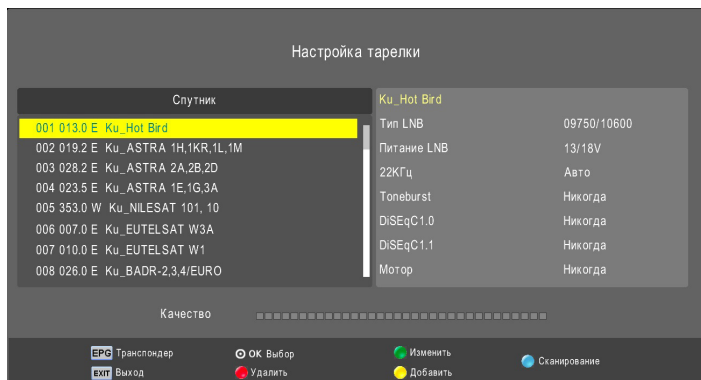 Настройка тарелки
Спутник
001 013.0 E Ku_Hot Bird
002 019.2 E Ku_ASTRA 1H,1KR,1L,1M
003 028.2 E Ku_ASTRA 2A,2B,2D
004 023.5 E Ku_ASTRA 1E,1G,3A
005 353.0 W Ku_NILESAT 101, 10
006 007.0 E Ku_EUTELSAT W3A
007 010.0 E Ku_EUTELSAT W1
008 026.0 E Ku_BADR-2,3,4/EURO
Ku_Hot Bird
Тип LNB 09750/10600
Питание LNB 13/18V
22КГц Авто
Toneburst Никогда
DiSEqC1.0 Никогда
DiSEqC1.1 Никогда
Мотор Никогда
Качество
EPG Транспондер OK Выбор Изменить Сканирование
EXIT Выход Удалить Добавить